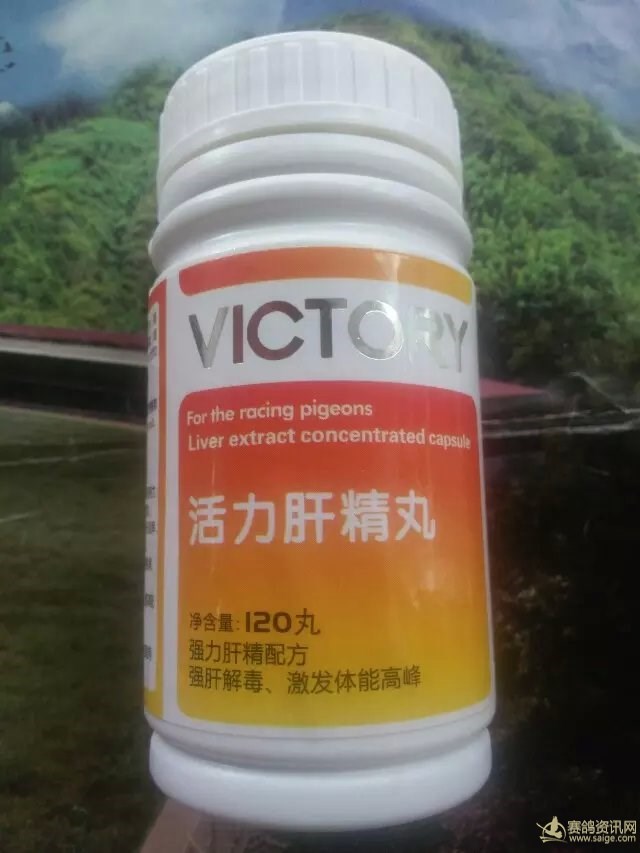 VICTORY
For the racing pigeons
Liver extract concentrated capsule
活力肝精丸
净含量:120丸
强力肝精配方
强肝解毒、激发体能高峰
赛鸽资讯网
www.saige.com